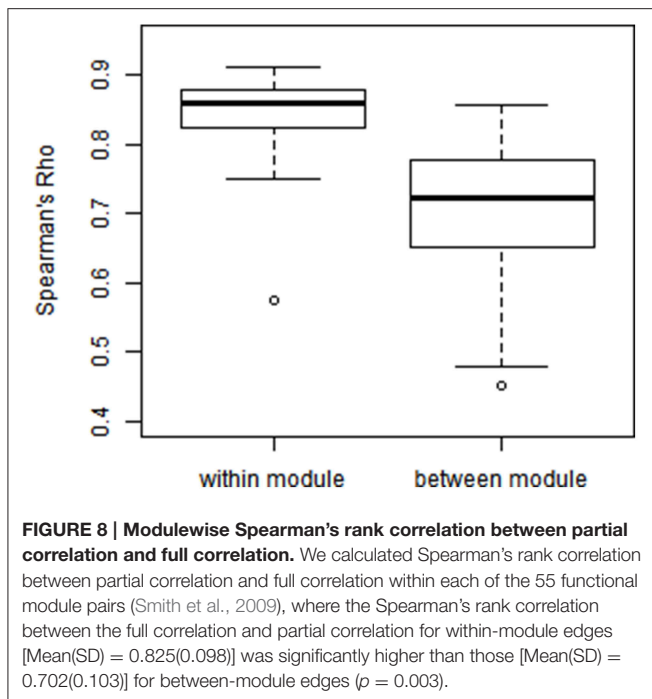 0.9
0.8
0.7
0.6
0.5
0.4
Spearman's Rho
within module
between module
FIGURE 8 | Modulewise Spearman's rank correlation between partial
correlation and full correlation. We calculated Spearman's rank correlation
between partial correlation and full correlation within each of the 55 functional
module pairs (Smith et al., 2009), where the Spearman's rank correlation
between the full correlation and partial correlation for within-module edges
[Mean(SD) = 0.825(0.098)] was significantly higher than those [Mean(SD) =
0.702(0.103)] for between-module edges (p = 0.003).